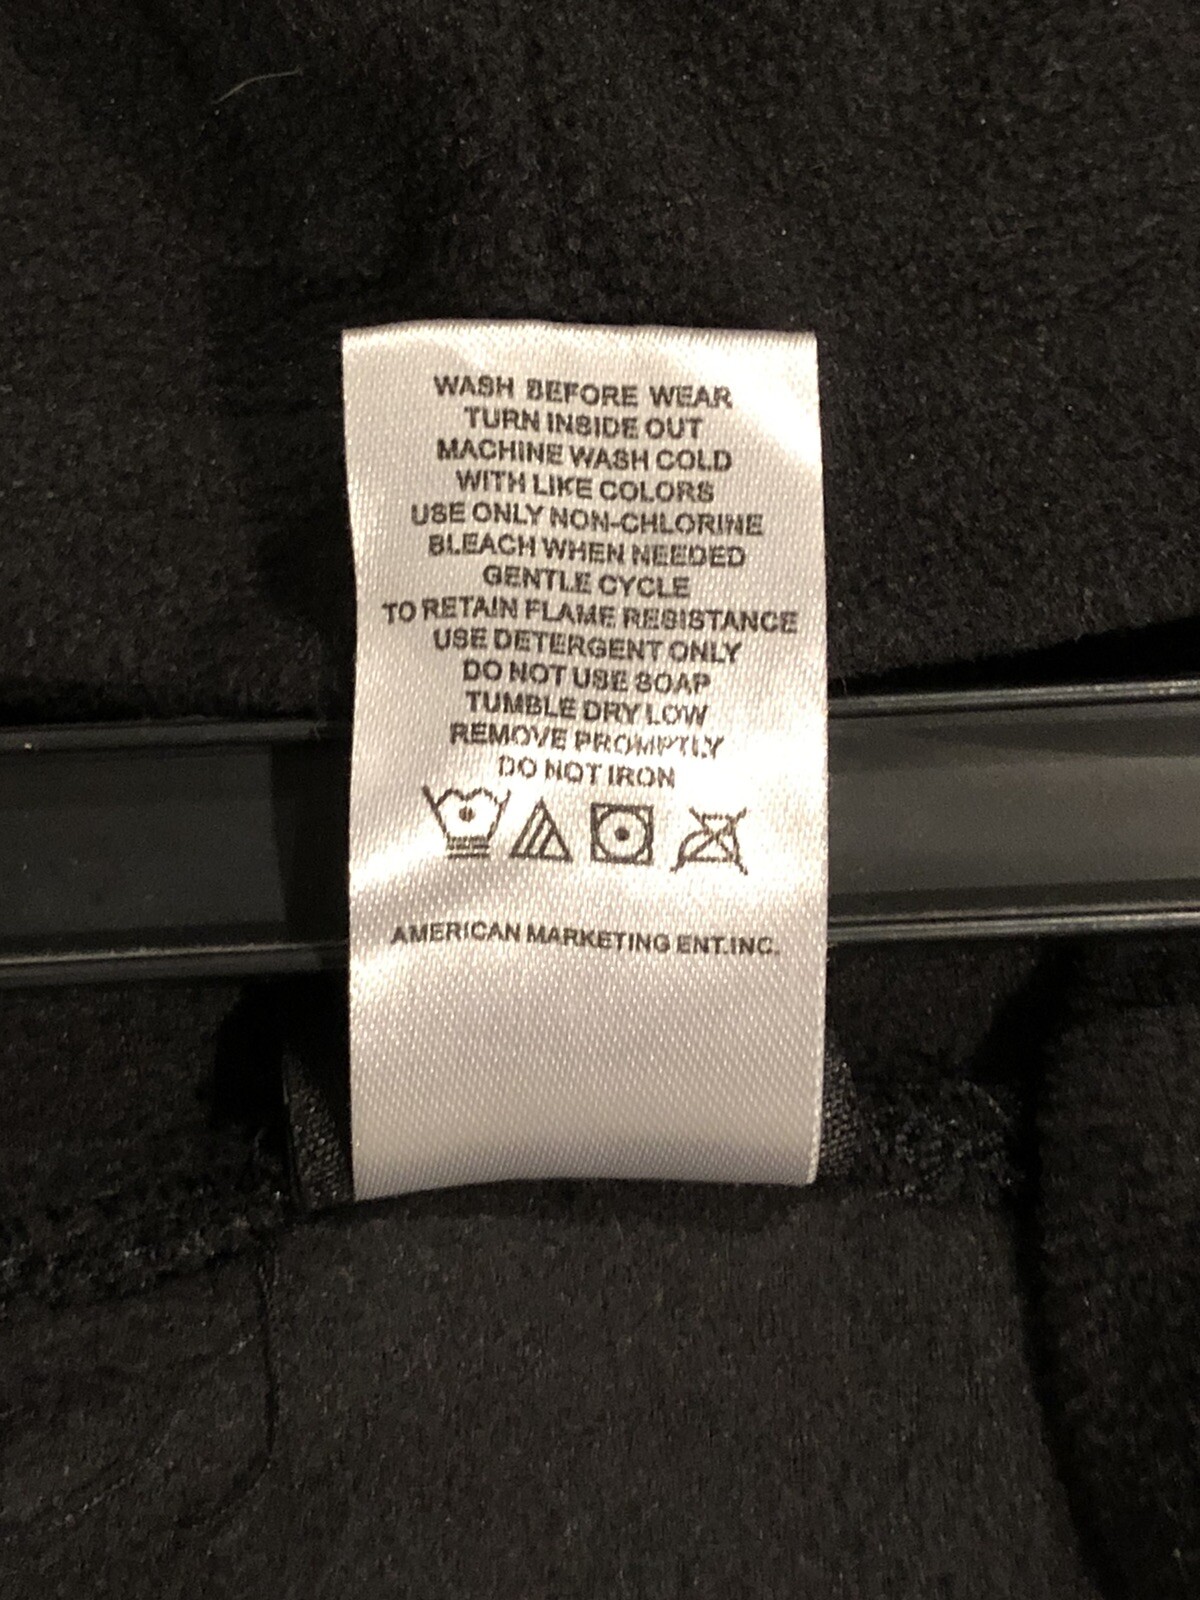 WASH BEFORE WEAR
TURN INSIDE OUT
MACHINE WASH COLD
WITH LIKE COLORS
USE ONLY NON-CHLORINE
BLEACH WHEN NEEDED
GENTLE CYCLE
TO RETAIN FLAME RESISTANCE
USE DETERGENT ONLY
DO NOT USE SOAP
TUMBLE DRY LOW
REMOVE PROMPTLY
DO NOT IRON
AMERICAN MARKETING ENT.INC.